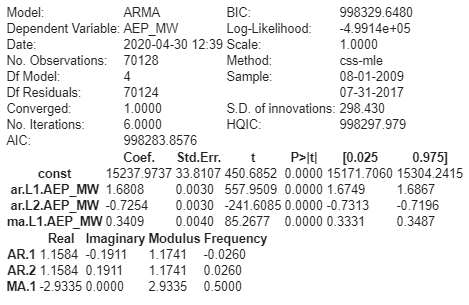 Model: ARMA BIC: 998329.6480
Dependent Variable: AEP_MW Log-Likelihood: -4.9914e+05
Date: 2020-04-30 12:39 Scale: 1.0000
No. Observations: 70128 Method: css-mle
Df Model: 4 Sample: 08-01-2009
Df Residuals: 70124 07-31-2017
Converged: 1.0000 S.D. of innovations: 298.430
No. Iterations: 6.0000 HQIC: 998297.979
AIC: 998283.8576
Coef. Std.Err. t P>|t| [0.025 0.975]
const 15237.9737 33.8107 450.6852 0.0000 15171.7060 15304.2415
ar.L1.AEP_MW 1.6808 0.0030 557.9509 0.0000 1.6749 1.6867
ar.L2.AEP_MW -0.7254 0.0030 -241.6085 0.0000 -0.7313 -0.7196
ma.L1.AEP_MW 0.3409 0.0040 85.2677 0.0000 0.3331 0.3487
Real Imaginary Modulus Frequency
AR.1 1.1584 -0.1911 1.1741 -0.0260
AR.2 1.1584 0.1911 1.1741 0.0260
MA.1 -2.9335 0.0000 2.9335 0.5000